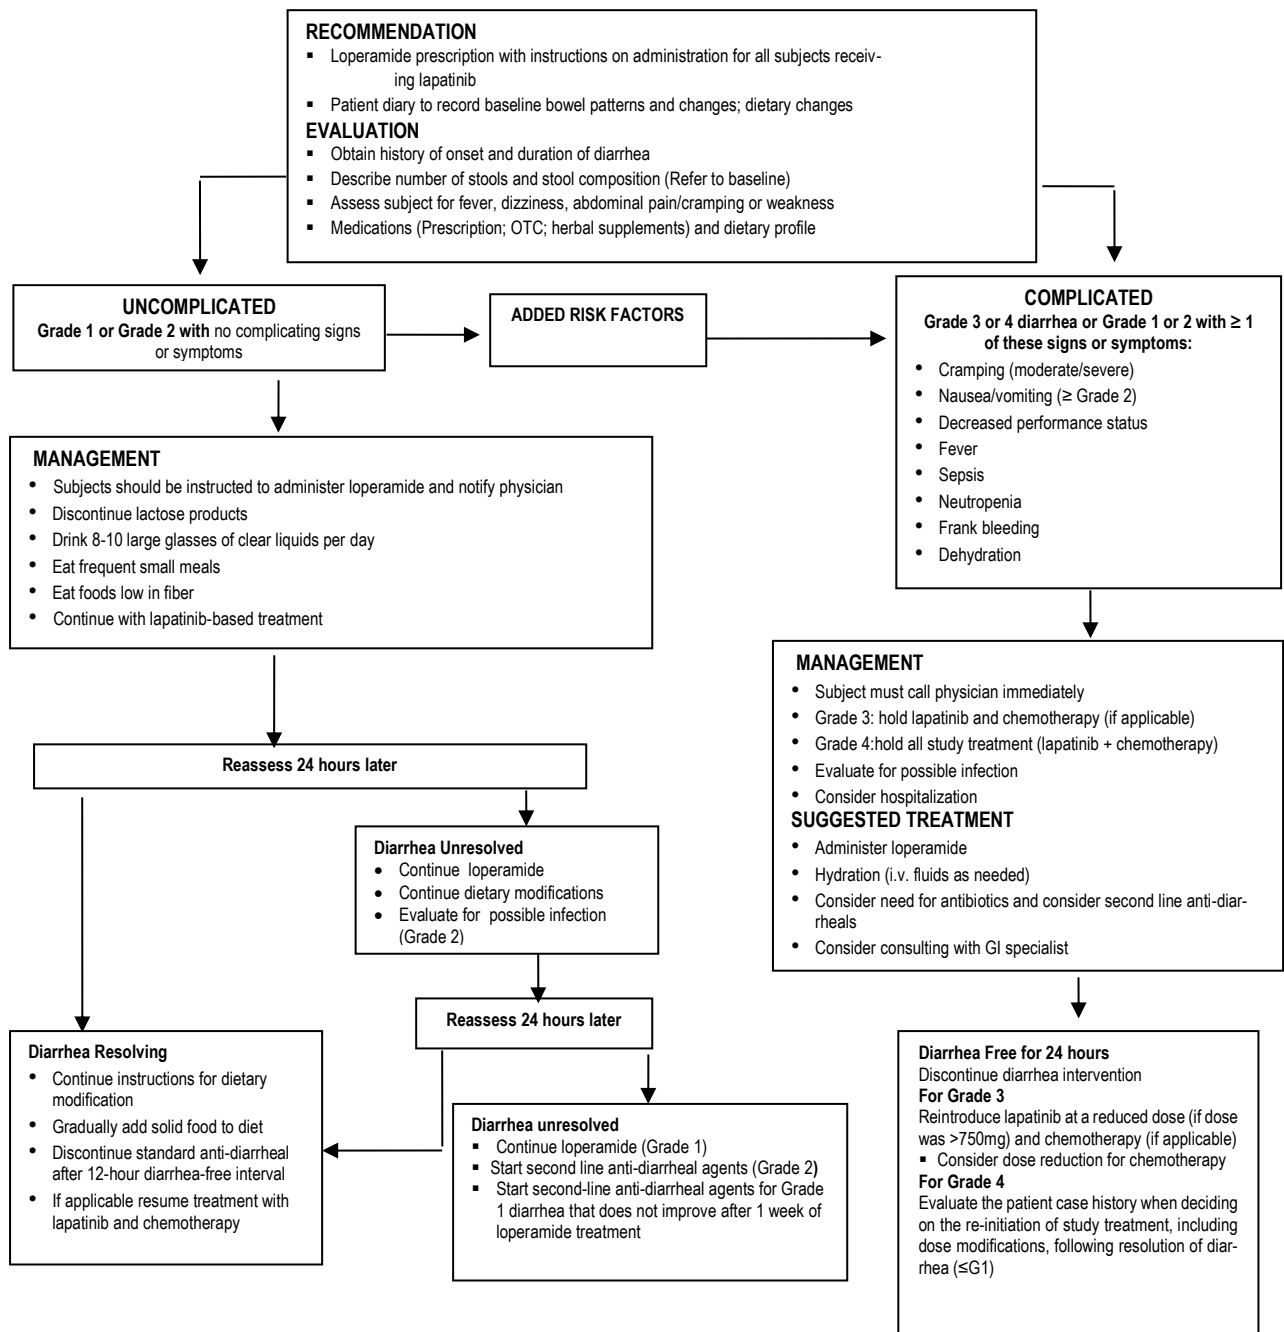 RECOMMENDATION
▪ Loperamide prescription with instructions on administration for all subjects receiv-
ing lapatinib
▪ Patient diary to record baseline bowel patterns and changes; dietary changes
EVALUATION
▪ Obtain history of onset and duration of diarrhea
▪ Describe number of stools and stool composition (Refer to baseline)
▪ Assess subject for fever, dizziness, abdominal pain/cramping or weakness
▪ Medications (Prescription; OTC; herbal supplements) and dietary profile
UNCOMPLICATED
Grade 1 or Grade 2 with no complicating signs
or symptoms
ADDED RISK FACTORS
COMPLICATED
Grade 3 or 4 diarrhea or Grade 1 or 2 with ≥ 1
of these signs or symptoms:
• Cramping (moderate/severe)
• Nausea/vomiting (≥ Grade 2)
• Decreased performance status
• Fever
• Sepsis
• Neutropenia
• Frank bleeding
• Dehydration
MANAGEMENT
• Subjects should be instructed to administer loperamide and notify physician
• Discontinue lactose products
• Drink 8-10 large glasses of clear liquids per day
• Eat frequent small meals
• Eat foods low in fiber
• Continue with lapatinib-based treatment
MANAGEMENT
• Subject must call physician immediately
• Grade 3: hold lapatinib and chemotherapy (if applicable)
• Grade 4:hold all study treatment (lapatinib + chemotherapy)
• Evaluate for possible infection
• Consider hospitalization
SUGGESTED TREATMENT
• Administer loperamide
• Hydration (i.v. fluids as needed)
• Consider need for antibiotics and consider second line anti-diar-
rheals
• Consider consulting with GI specialist
Reassess 24 hours later
Diarrhea Unresolved
• Continue loperamide
• Continue dietary modifications
• Evaluate for possible infection
(Grade 2)
Reassess 24 hours later
Diarrhea Resolving
• Continue instructions for dietary
modification
• Gradually add solid food to diet
• Discontinue standard anti-diarrheal
after 12-hour diarrhea-free interval
• If applicable resume treatment with
lapatinib and chemotherapy
Diarrhea unresolved
▪ Continue loperamide (Grade 1)
▪ Start second line anti-diarrheal agents (Grade 2)
▪ Start second-line anti-diarrheal agents for Grade
1 diarrhea that does not improve after 1 week of
loperamide treatment
Diarrhea Free for 24 hours
Discontinue diarrhea intervention
For Grade 3
Reintroduce lapatinib at a reduced dose (if dose
was >750mg) and chemotherapy (if applicable)
▪ Consider dose reduction for chemotherapy
For Grade 4
Evaluate the patient case history when deciding
on the re-initiation of study treatment, including
dose modifications, following resolution of diar-
rhea (≤G1)